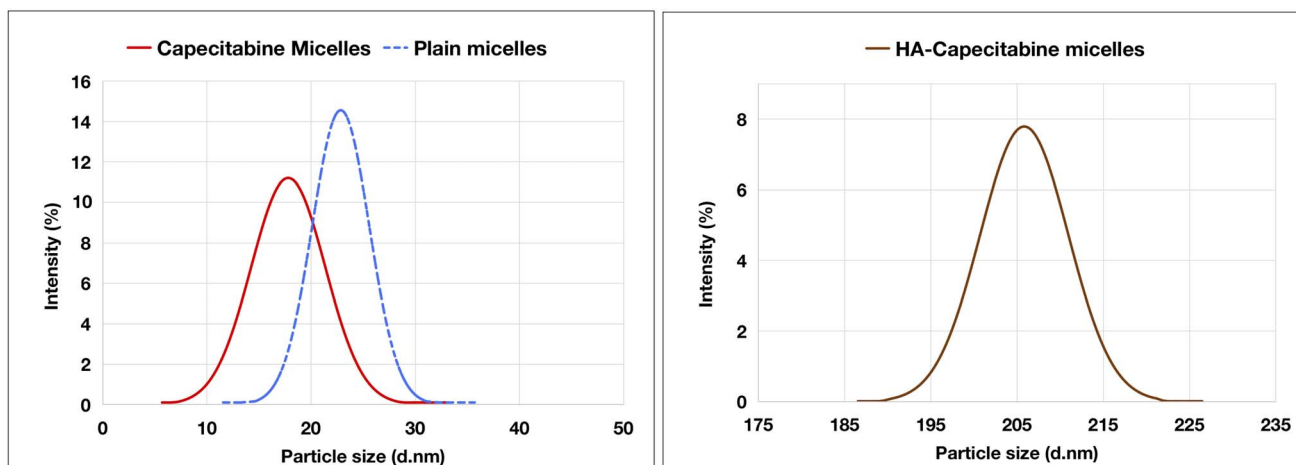 Capecitabine Micelles Plain micelles
Intensity (%)
16
14
12
10
8
6
4
2
0
0 10 20 30 40 50
Particle size (d.nm)
HA-Capecitabine micelles
Intensity (%)
8
6
4
2
0
175 185 195 205 215 225 235
Particle size (d.nm)